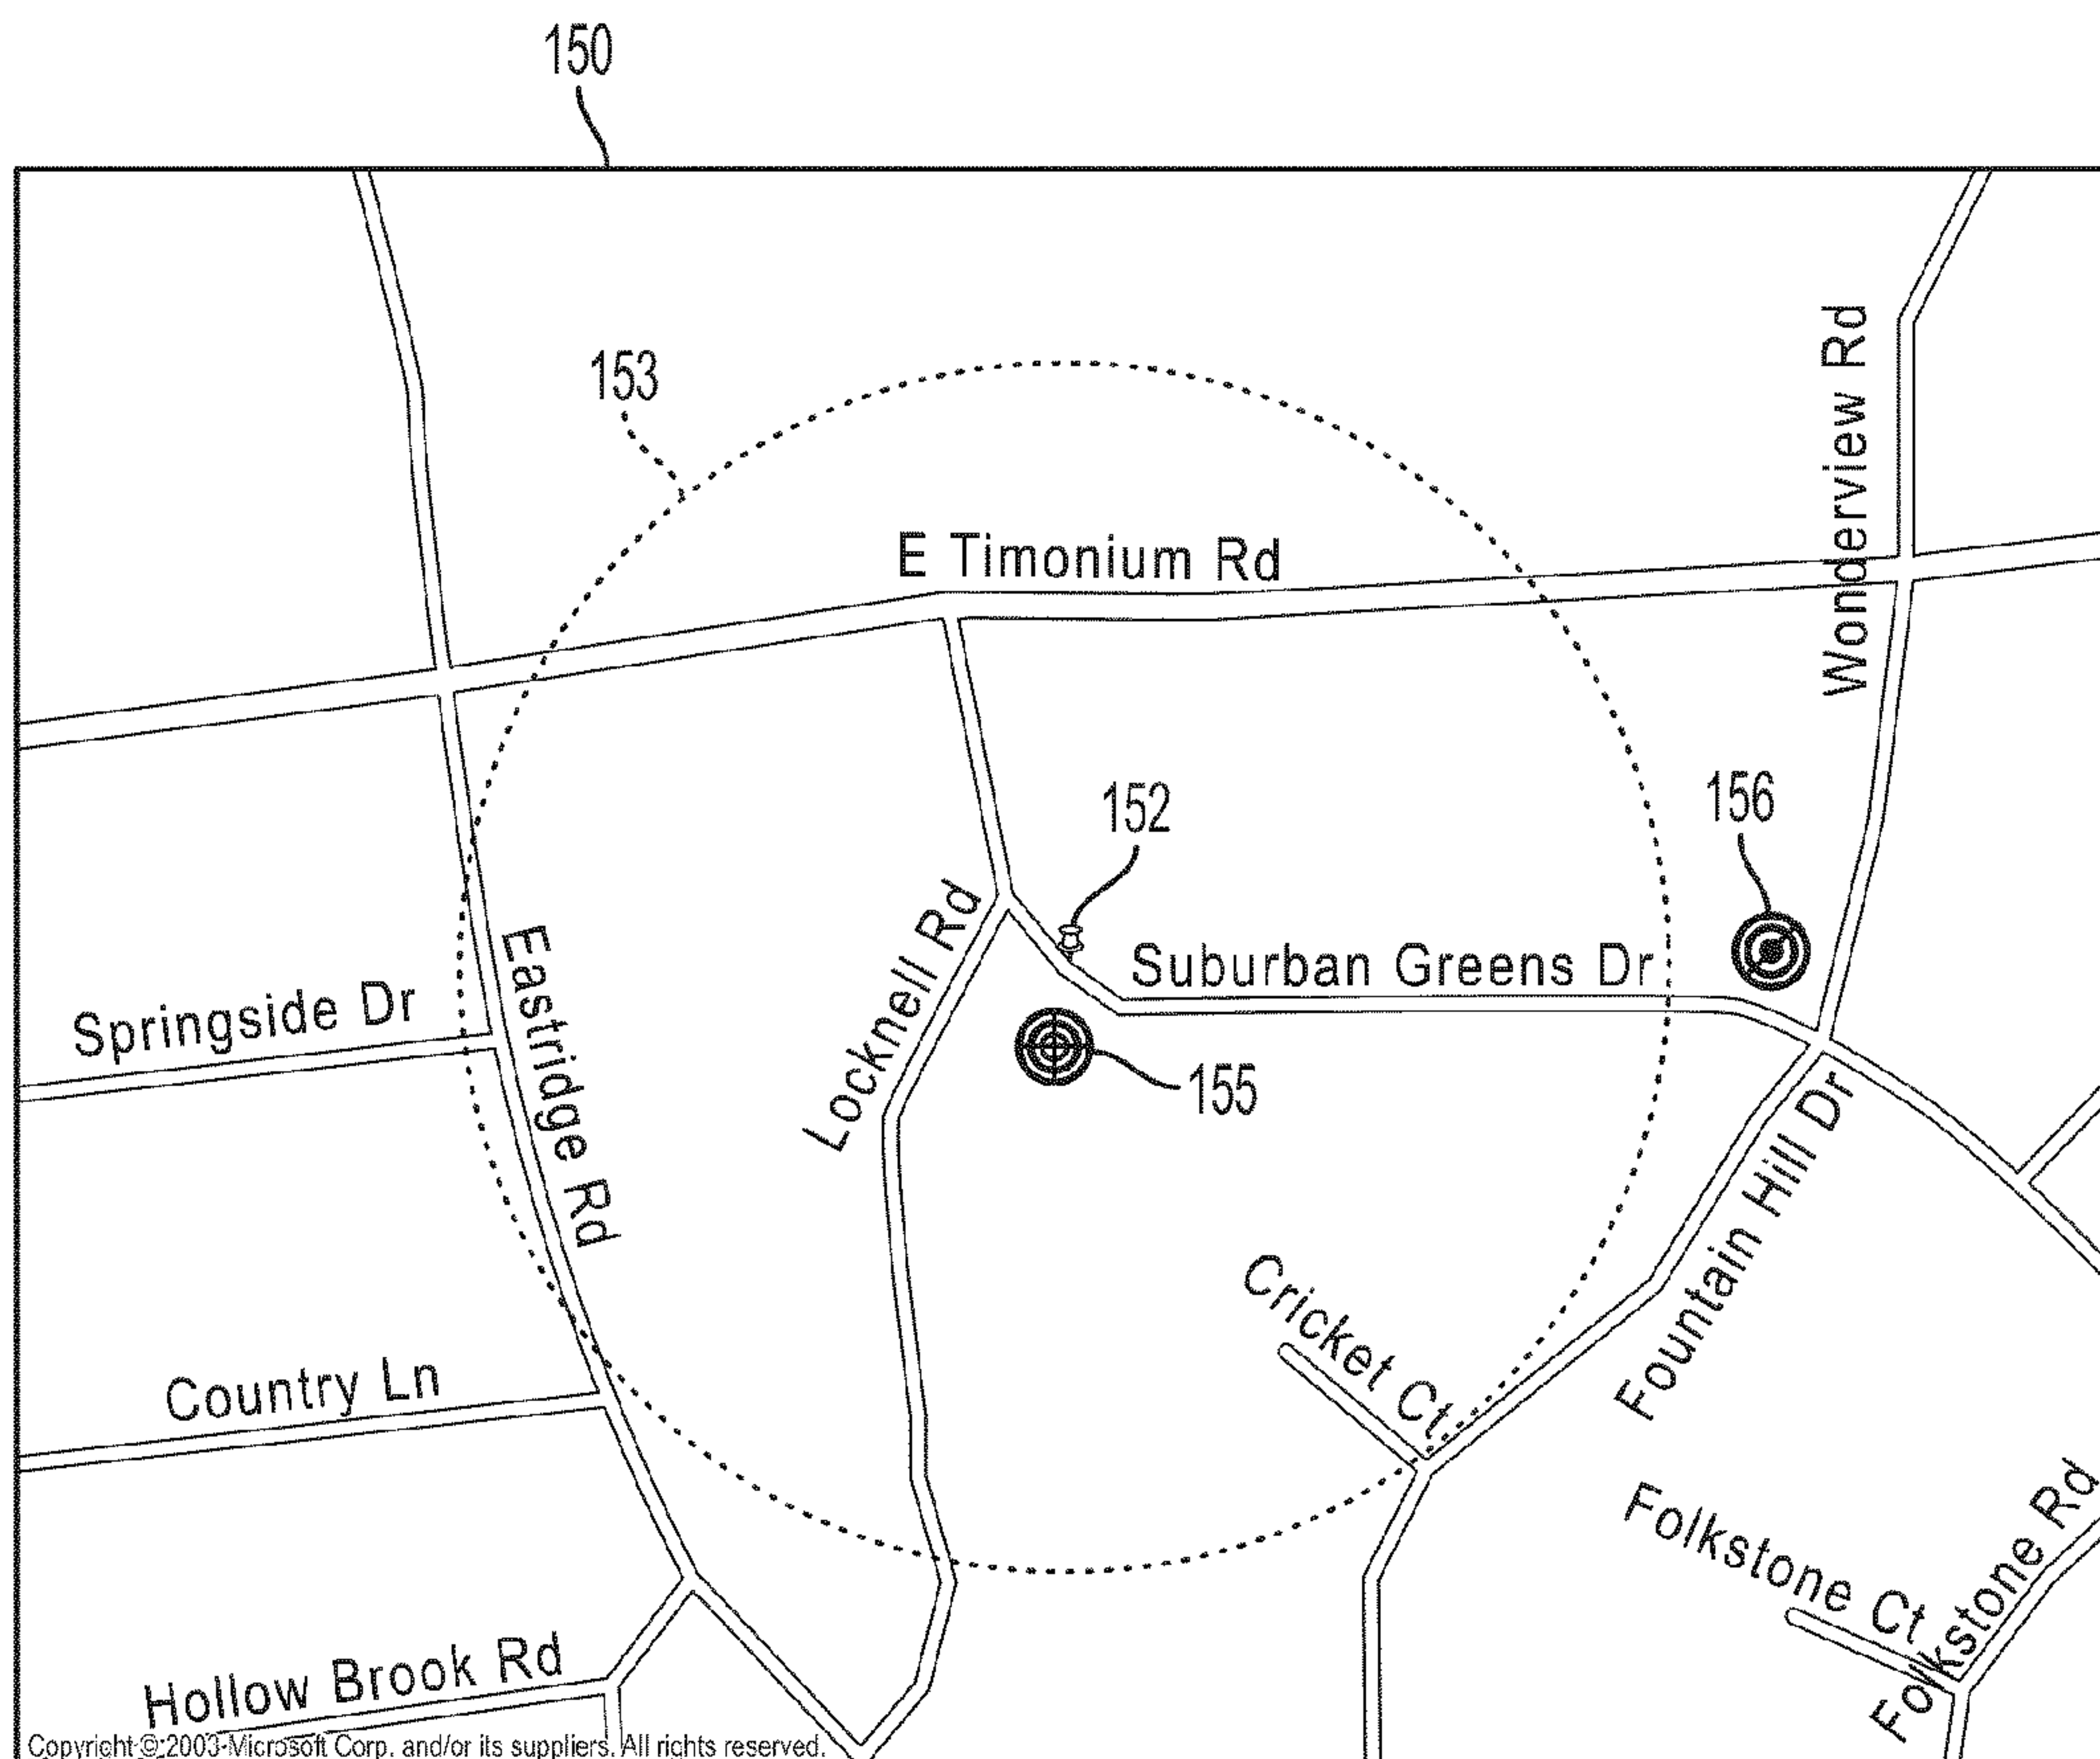 150
153
E Timonium Rd
Wonderview Rd
152
156
Locknell Rd
Suburban Greens Dr
Springside Dr
Eastridge Rd
155
Fountain Hill Dr
Cricket Ct
Country Ln
Folkstone Ct
Folkstone Rd
Hollow Brook Rd
Copyright © 2003 Microsoft Corp. and/or its suppliers. All rights reserved.